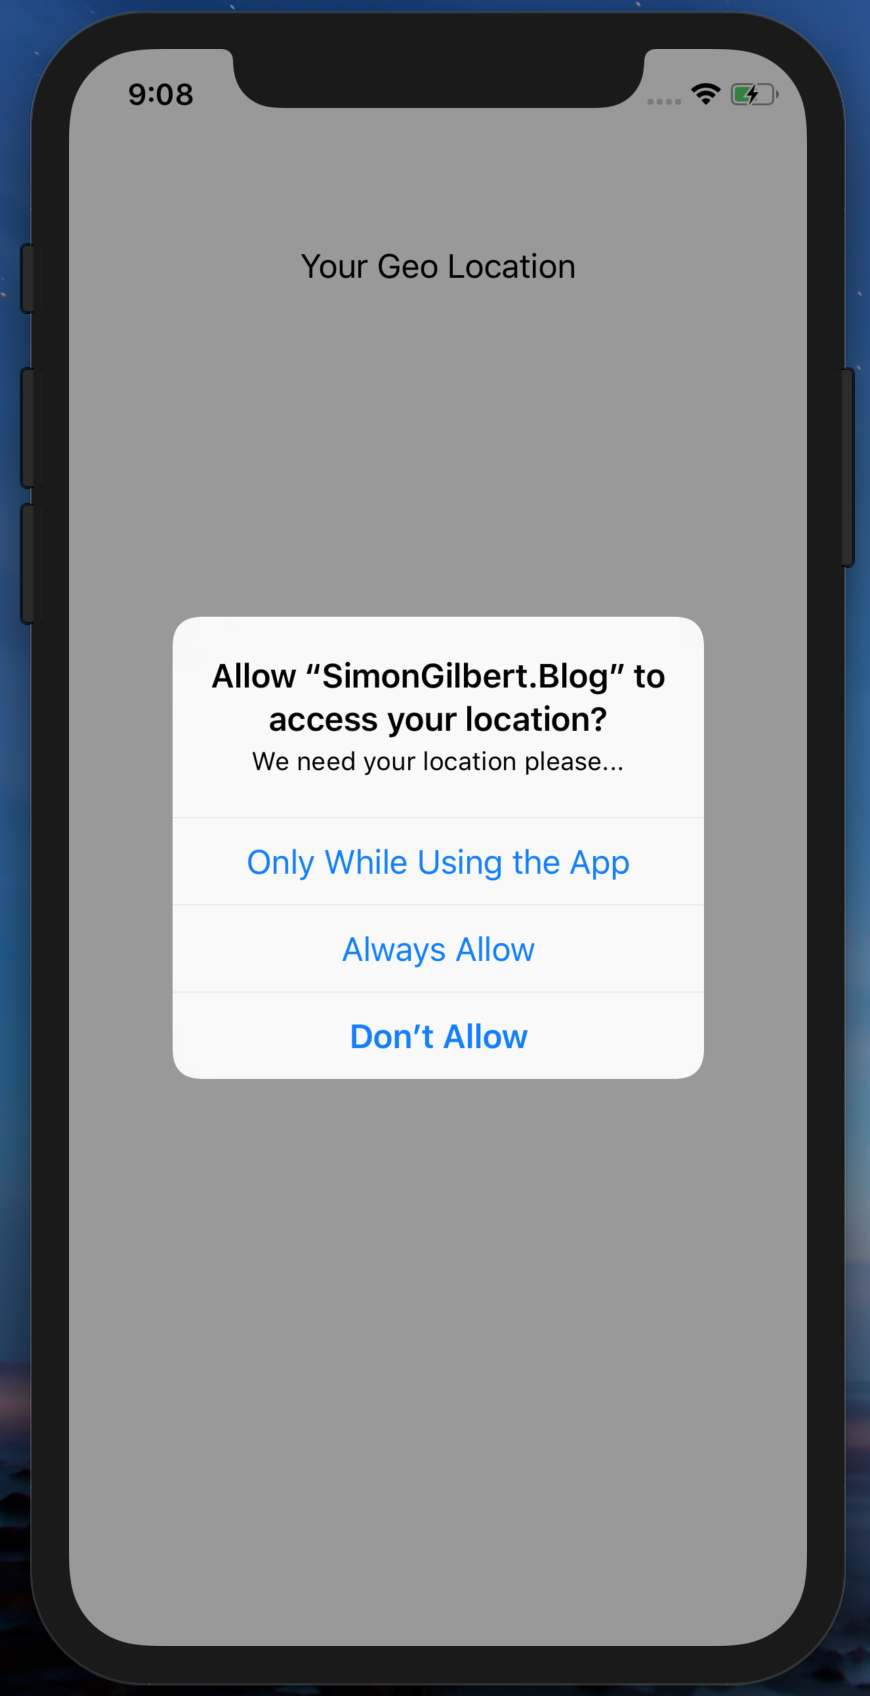 9:08
Your Geo Location
Allow “SimonGilbert.Blog” to
access your location?
We need your location please...
Only While Using the App
Always Allow
Don’t Allow